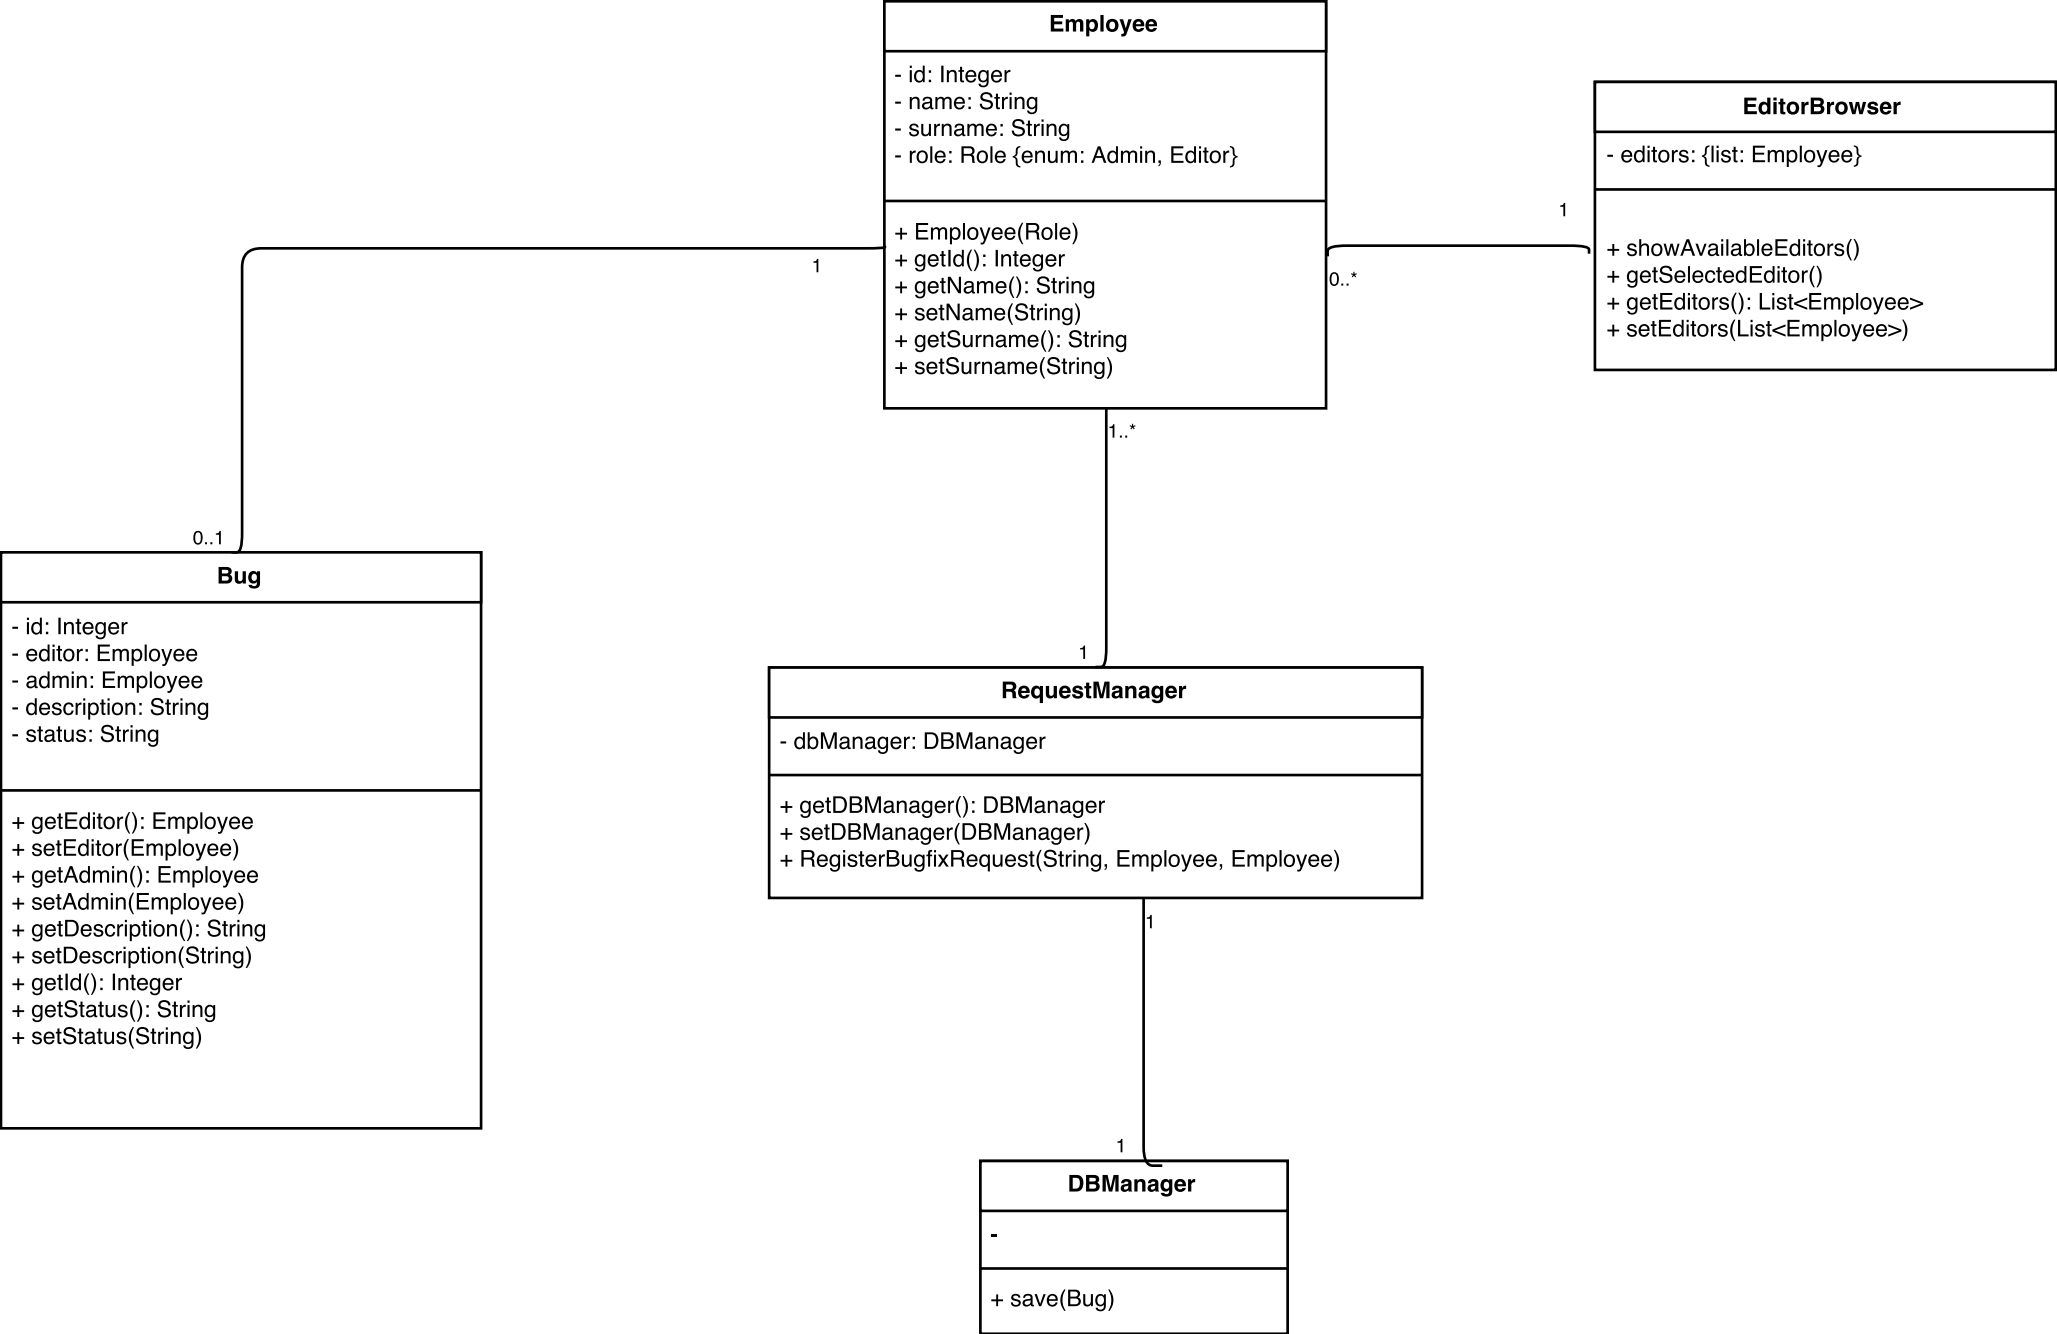 Employee
- id: Integer
- name: String
- surname: String
- role: Role {enum: Admin, Editor}
+ Employee(Role)
+ getId(): Integer
+ getName(): String
+ setName(String)
+ getSurname(): String
+ setSurname(String)
EditorBrowser
- editors: {list: Employee}
+ showAvailableEditors()
+ getSelectedEditor()
+ getEditors(): List<Employee>
+ setEditors(List<Employee>)
1
0..*
1
0..1
1..*
1
Bug
- id: Integer
- editor: Employee
- admin: Employee
- description: String
- status: String
+ getEditor(): Employee
+ setEditor(Employee)
+ getAdmin(): Employee
+ setAdmin(Employee)
+ getDescription(): String
+ setDescription(String)
+ getId(): Integer
+ getStatus(): String
+ setStatus(String)
RequestManager
- dbManager: DBManager
+ getDBManager(): DBManager
+ setDBManager(DBManager)
+ RegisterBugfixRequest(String, Employee, Employee)
1
1
DBManager
-
+ save(Bug)